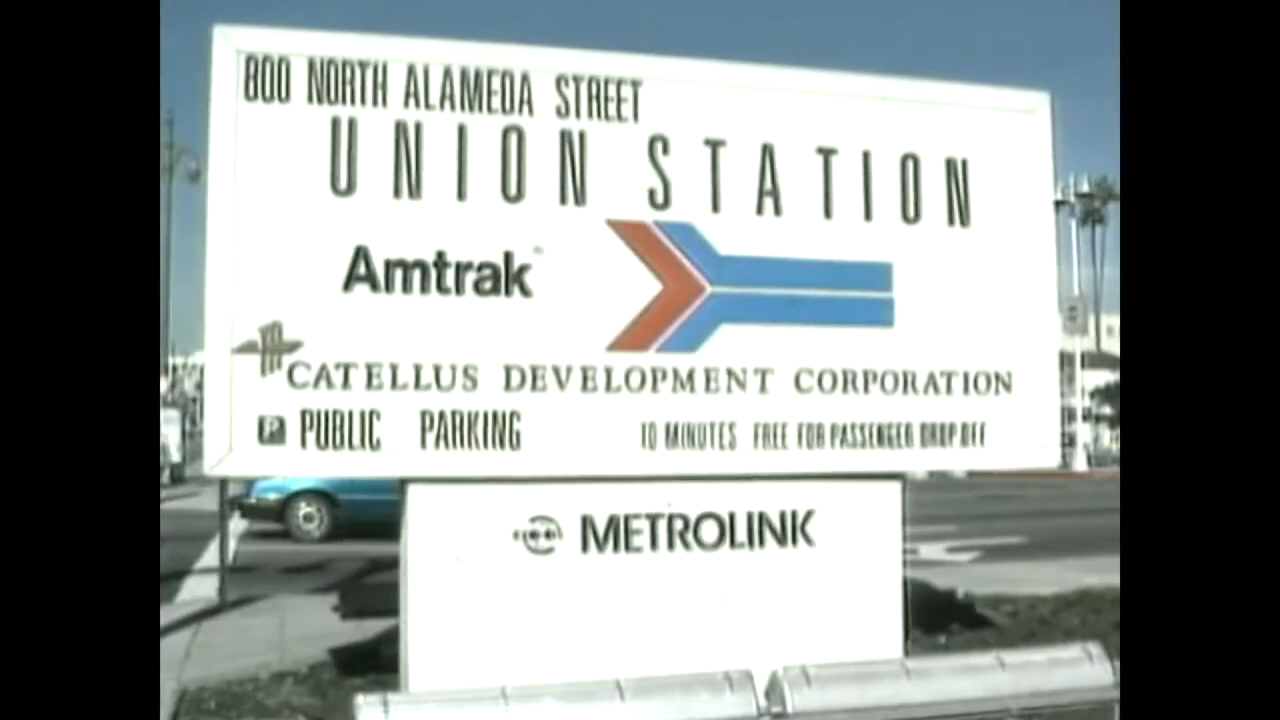 800 NORTH ALAMEDA STREET
UNION STATION
Amtrak
CATELLUS DEVELOPMENT CORPORATION
P PUBLIC PARKING 10 MINUTES FREE FOR PASSENGER DROP OFF
METROLINK